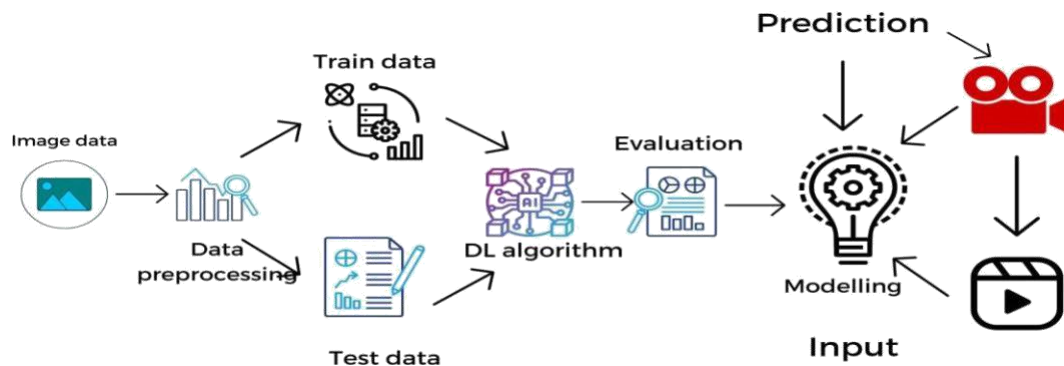 Prediction
Train data
Image data
Evaluation
AI
Data
preprocessing
DL algorithm
Modelling
Input
Test data